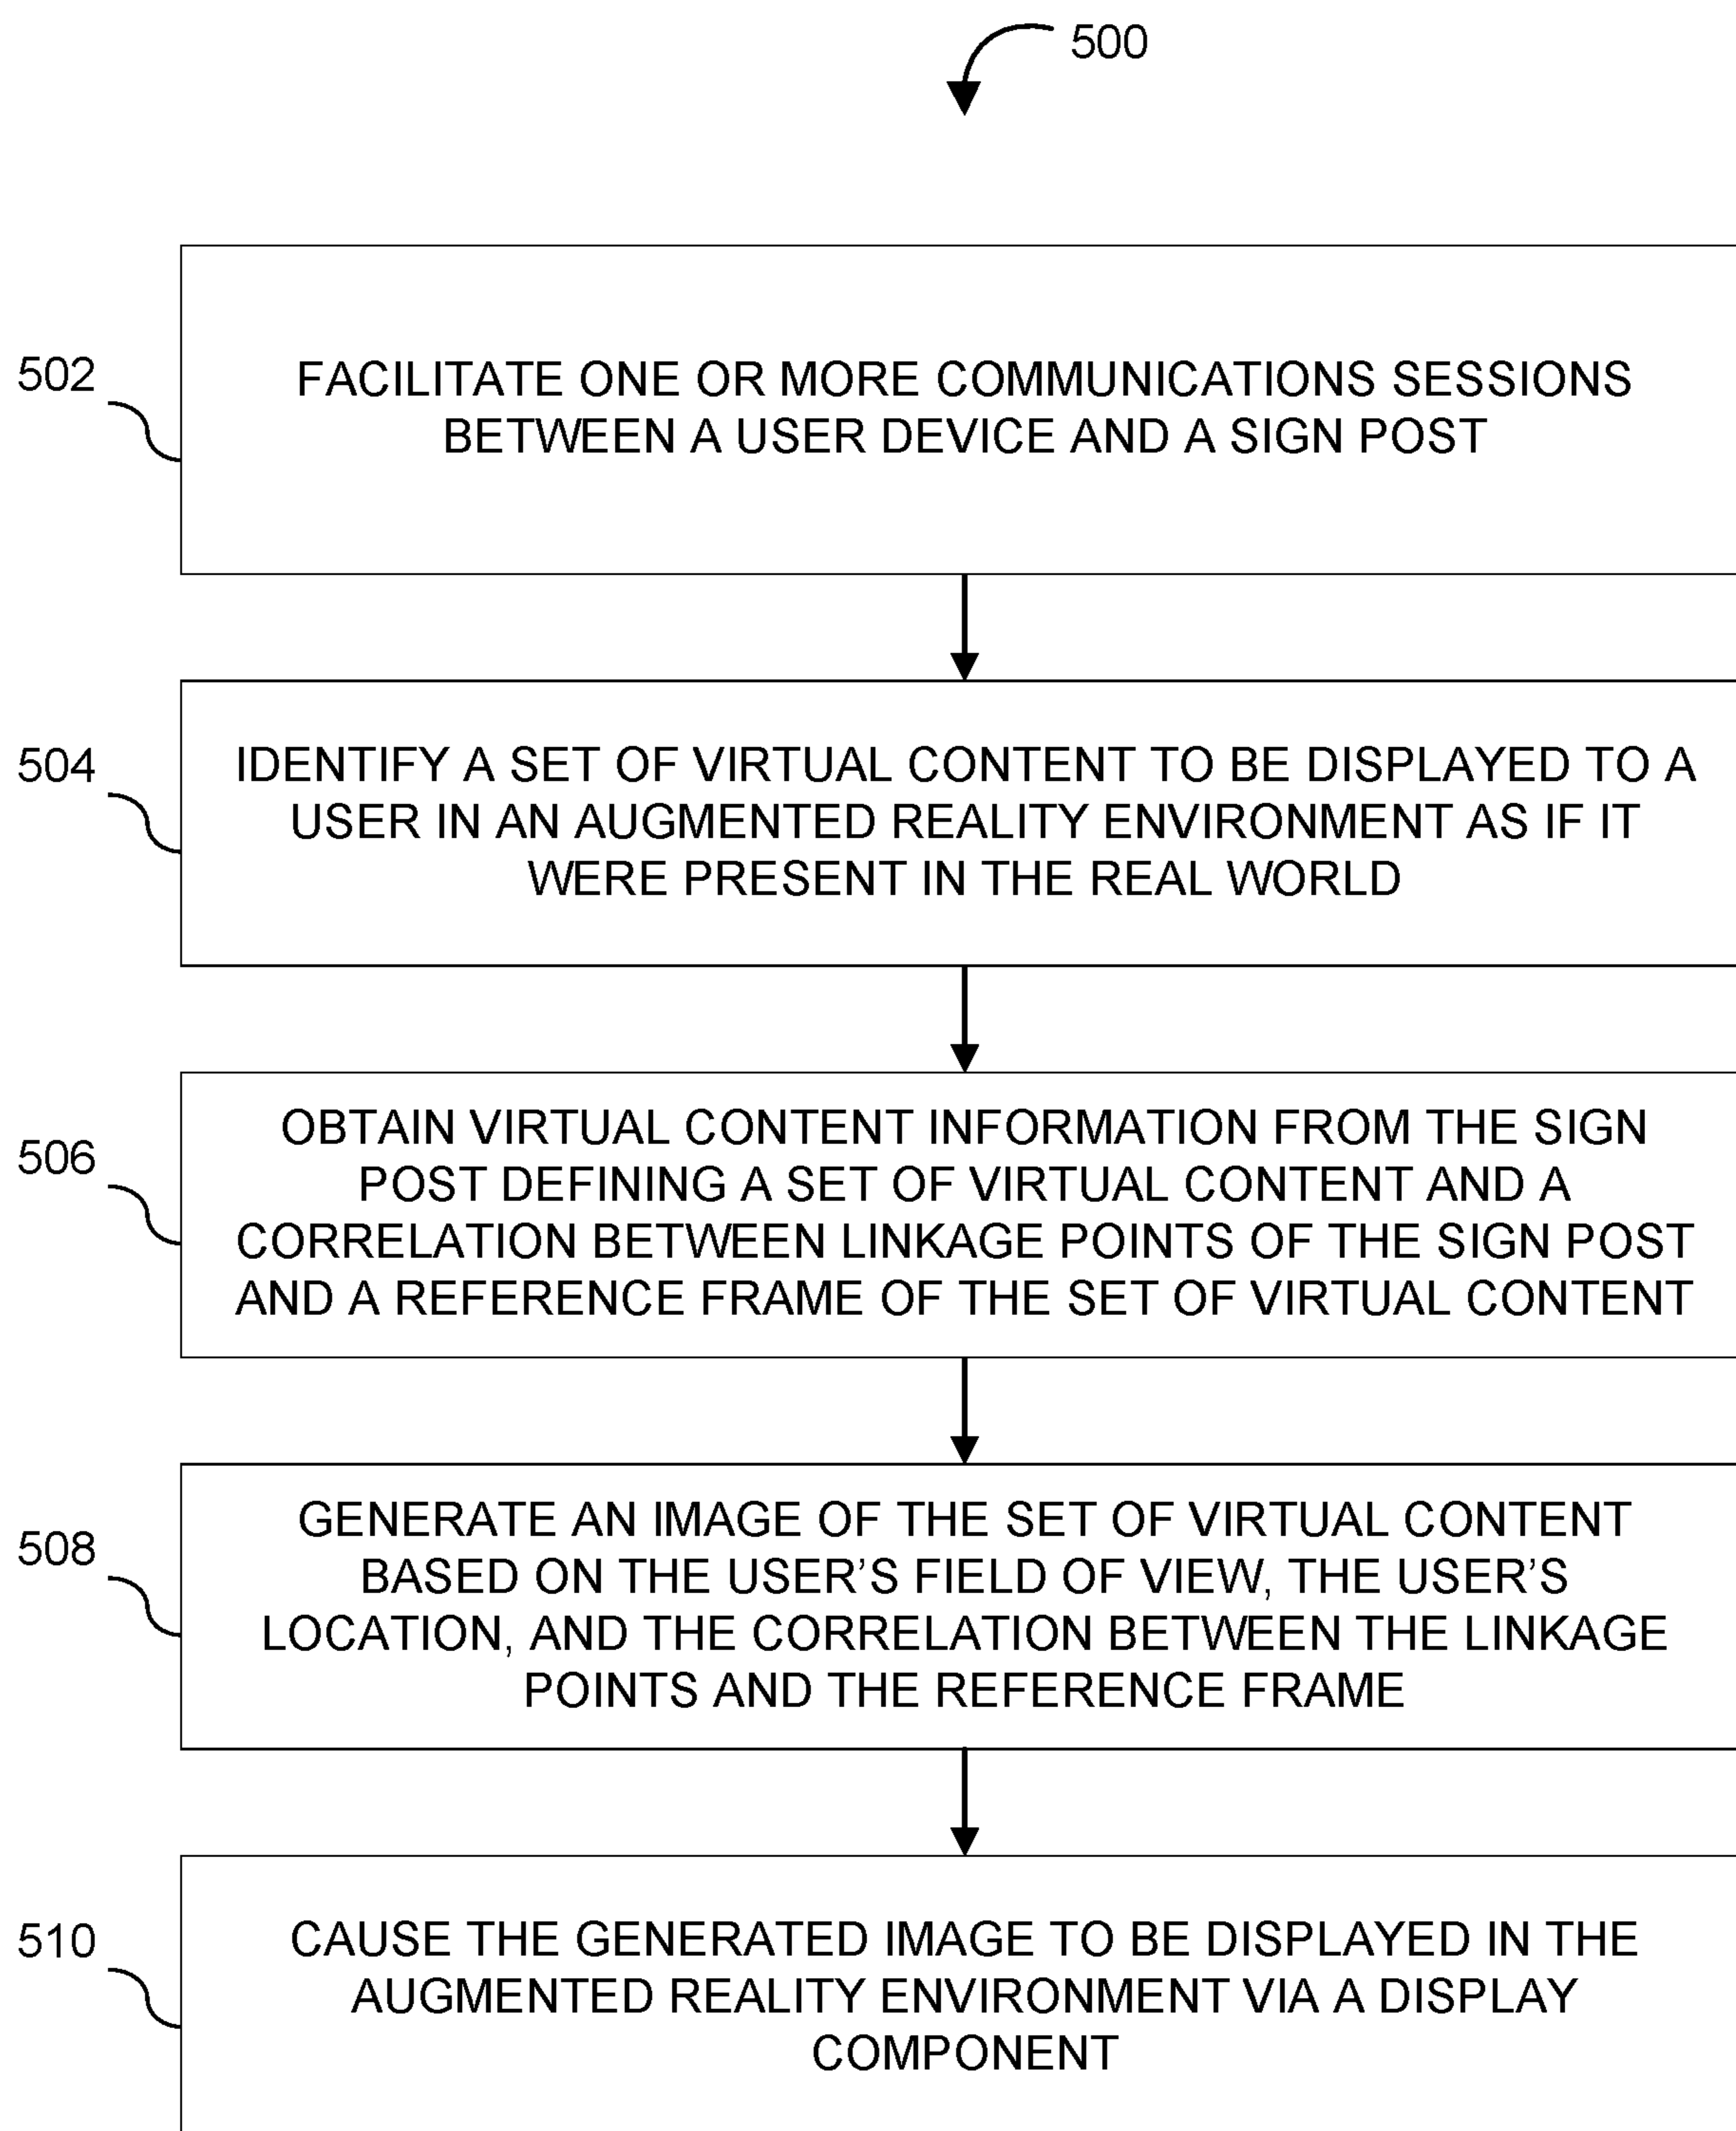 500
502
FACILITATE ONE OR MORE COMMUNICATIONS SESSIONS
BETWEEN A USER DEVICE AND A SIGN POST
504
IDENTIFY A SET OF VIRTUAL CONTENT TO BE DISPLAYED TO A
USER IN AN AUGMENTED REALITY ENVIRONMENT AS IF IT
WERE PRESENT IN THE REAL WORLD
506
OBTAIN VIRTUAL CONTENT INFORMATION FROM THE SIGN
POST DEFINING A SET OF VIRTUAL CONTENT AND A
CORRELATION BETWEEN LINKAGE POINTS OF THE SIGN POST
AND A REFERENCE FRAME OF THE SET OF VIRTUAL CONTENT
508
GENERATE AN IMAGE OF THE SET OF VIRTUAL CONTENT
BASED ON THE USER’S FIELD OF VIEW, THE USER’S
LOCATION, AND THE CORRELATION BETWEEN THE LINKAGE
POINTS AND THE REFERENCE FRAME
510
CAUSE THE GENERATED IMAGE TO BE DISPLAYED IN THE
AUGMENTED REALITY ENVIRONMENT VIA A DISPLAY
COMPONENT